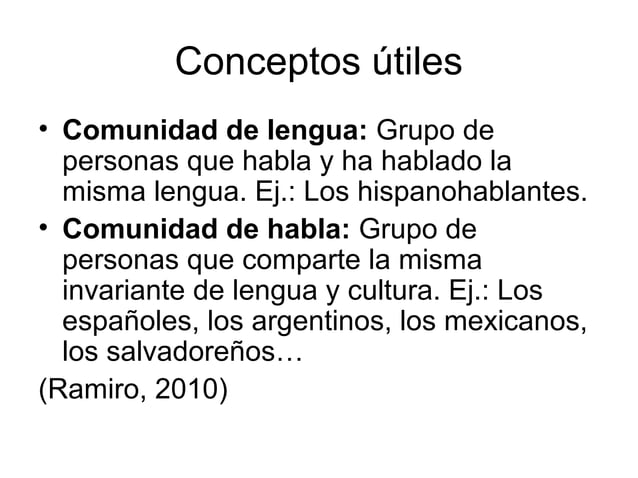 Conceptos útiles
• Comunidad de lengua: Grupo de
personas que habla y ha hablado la
misma lengua. Ej.: Los hispanohablantes.
• Comunidad de habla: Grupo de
personas que comparte la misma
invariante de lengua y cultura. Ej.: Los
españoles, los argentinos, los mexicanos,
los salvadoreños…
(Ramiro, 2010)